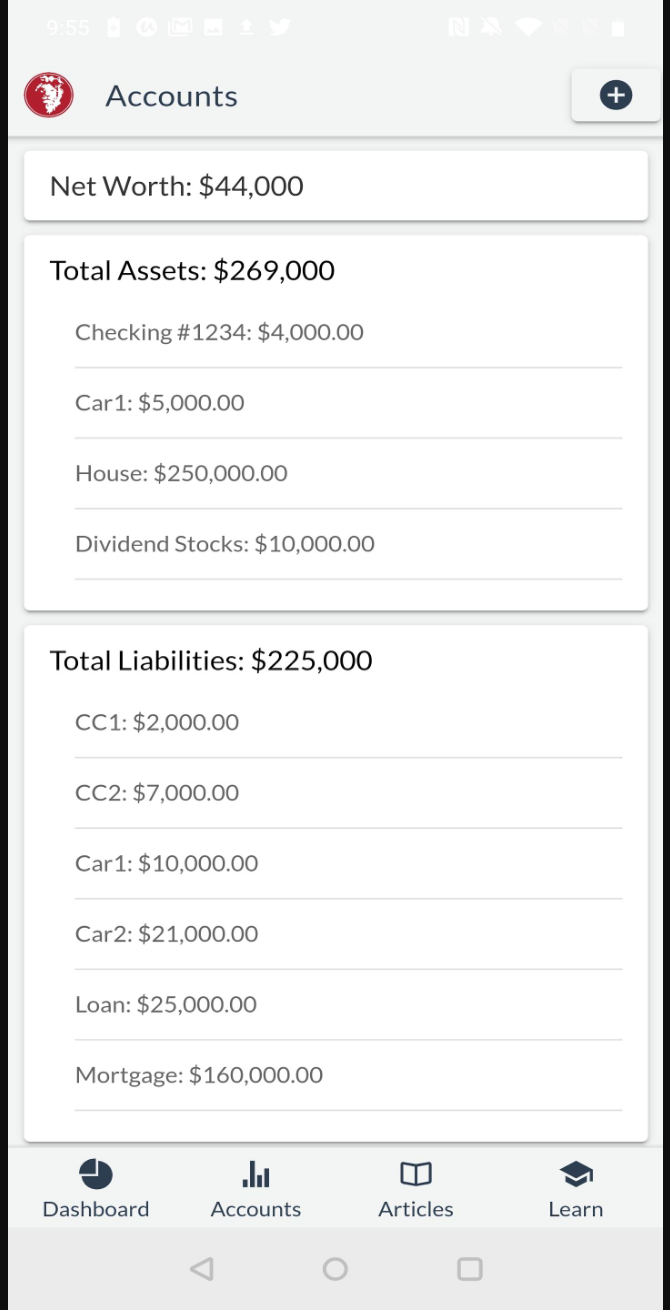 9:55
Accounts
Net Worth: $44,000
Total Assets: $269,000
Checking #1234: $4,000.00
Car1: $5,000.00
House: $250,000.00
Dividend Stocks: $10,000.00
Total Liabilities: $225,000
CC1: $2,000.00
CC2: $7,000.00
Car1: $10,000.00
Car2: $21,000.00
Loan: $25,000.00
Mortgage: $160,000.00
Dashboard Accounts Articles Learn